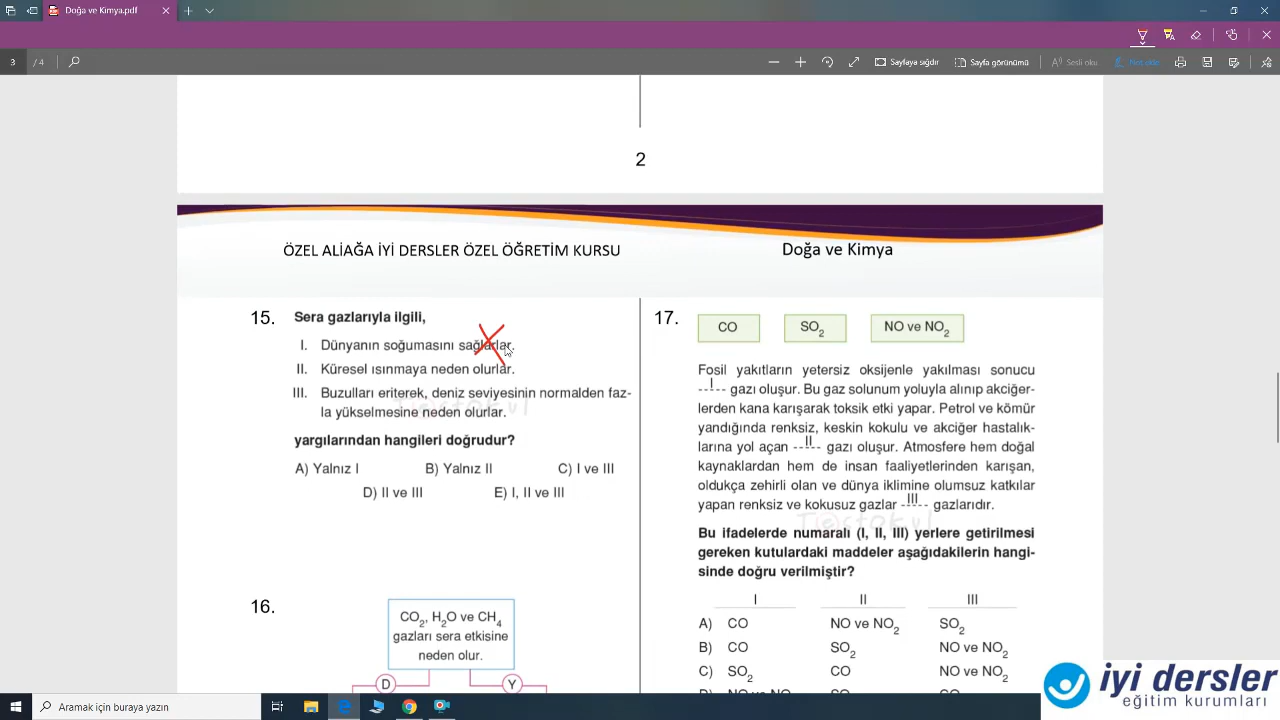 Doğa ve Kimya.pdf
3 / 4
Sayfaya sığdır
Sayfa görünümü
Sesli oku
Not ekle
2
ÖZEL ALİAĞA İYİ DERSLER ÖZEL ÖĞRETİM KURSU
Doğa ve Kimya
15. Sera gazlarıyla ilgili,
I. Dünyanın soğumasını sağlarlar.
II. Küresel ısınmaya neden olurlar.
III. Buzulları eriterek, deniz seviyesinin normalden faz-
la yükselmesine neden olurlar.
yargılarından hangileri doğrudur?
A) Yalnız I B) Yalnız II C) I ve III
D) II ve III E) I, II ve III
16.
CO2, H2O ve CH4
gazları sera etkisine
neden olur.
D Y
17.
CO SO2 NO ve NO2
Fosil yakıtların yetersiz oksijenle yakılması sonucu
--I-- gazı oluşur. Bu gaz solunum yoluyla alınıp akciğer-
lerden kana karışarak toksik etki yapar. Petrol ve kömür
yandığında renksiz, keskin kokulu ve akciğer hastalık-
larına yol açan --II-- gazı oluşur. Atmosfere hem doğal
kaynaklardan hem de insan faaliyetlerinden karışan,
oldukça zehirli olan ve dünya iklimine olumsuz katkılar
yapan renksiz ve kokusuz gazlar --III-- gazlarıdır.
Bu ifadelerde numaralı (I, II, III) yerlere getirilmesi
gereken kutulardaki maddeler aşağıdakilerin hangi-
sinde doğru verilmiştir?
I II III
A) CO NO ve NO2 SO2
B) CO SO2 NO ve NO2
C) SO2 CO NO ve NO2
iyi dersler
eğitim kurumları
Aramak için buraya yazın